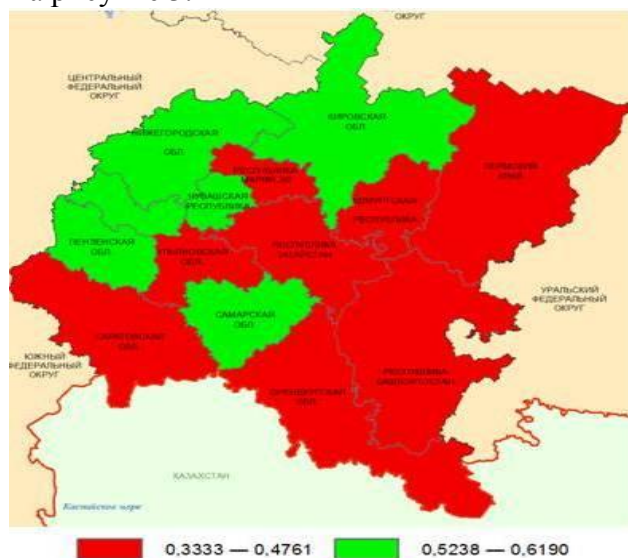 ОКРУГ
ЦЕНТРАЛЬНЫЙ
ФЕДЕРАЛЬНЫЙ
ОКРУГ
КИРОВСКАЯ
ОБЛ
НИЖЕГОРОДСКАЯ
ОБЛ
ПЕРМСКИЙ
КРАЙ
РЕСПУБЛИКА
ЧУВАШСКАЯ
РЕСПУБЛИКА
УДМУРТСКАЯ
РЕСПУБЛИКА
ПЕНЗЕНСКАЯ
ОБЛ
УЛЬЯНОВСКАЯ
ОБЛ
РЕСПУБЛИКА
ТАТАРСТАН
УРАЛЬСКИЙ
ФЕДЕРАЛЬНЫЙ
ОКРУГ
САМАРСКАЯ
ОБЛ
САРАТОВСКАЯ
ОБЛ
ЮЖНЫЙ
ФЕДЕРАЛЬНЫЙ
ОКРУГ
РЕСПУБЛИКА
БАШКОРТОСТАН
ОРЕНБУРГСКАЯ
ОБЛ
КАЗАХСТАН
Каспийское море
0,3333 — 0,4761 0,5238 — 0,6190